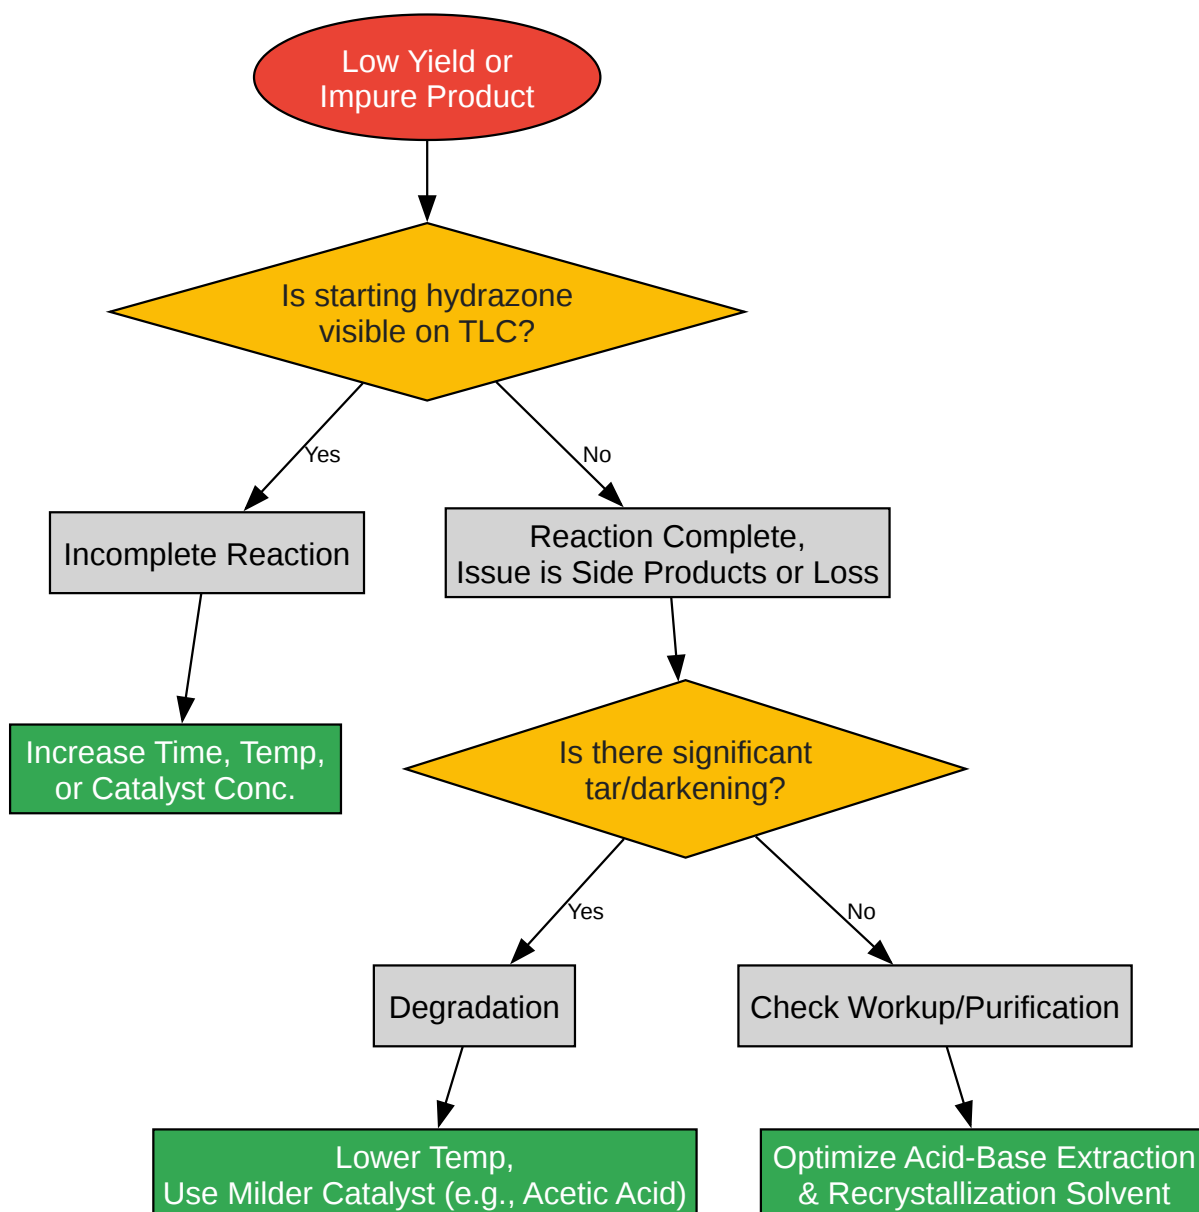 Low Yield or
Impure Product
Is starting hydrazone
visible on TLC?
Yes
No
Incomplete Reaction
Reaction Complete,
Issue is Side Products or Loss
Increase Time, Temp,
or Catalyst Conc.
Is there significant
tar/darkening?
Yes
No
Degradation
Check Workup/Purification
Lower Temp,
Use Milder Catalyst (e.g., Acetic Acid)
Optimize Acid-Base Extraction
& Recrystallization Solvent